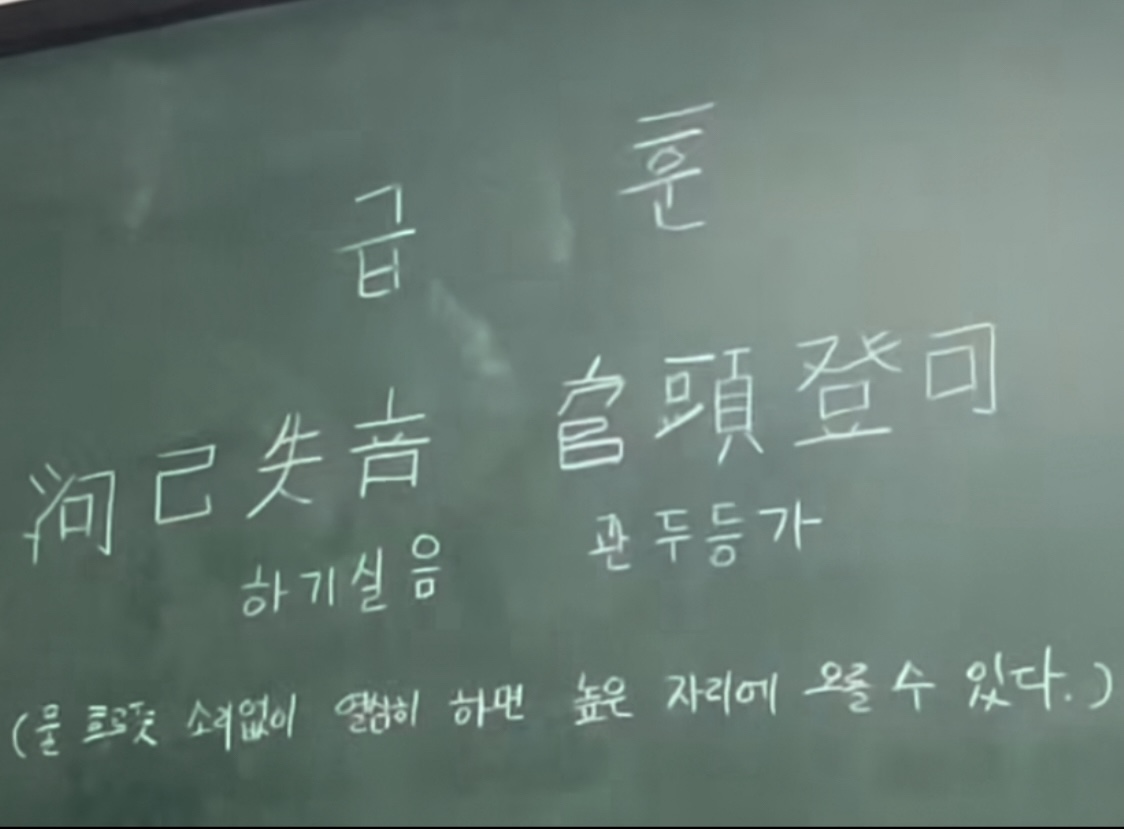 급 훈
河己失音 官頭登可
하기실음 관두등가
(물 흐르듯 소리없이 열심히 하면 높은 자리에 오를 수 있다.)